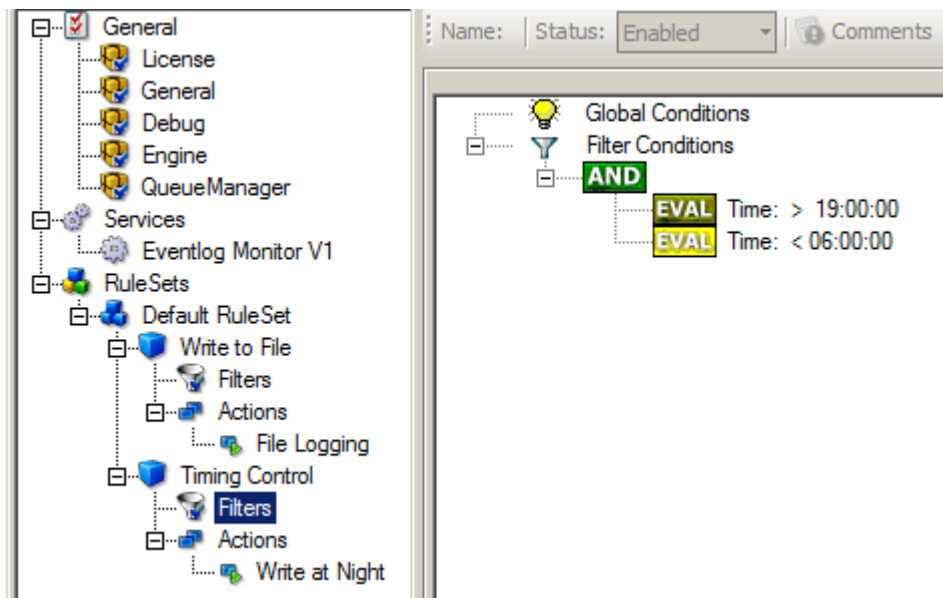 General
License
General
Debug
Engine
QueueManager
Services
Eventlog Monitor V1
RuleSets
Default RuleSet
Write to File
Filters
Actions
File Logging
Timing Control
Filters
Actions
Write at Night
Name: Status: Enabled Comments
Global Conditions
Filter Conditions
AND
EVAL Time: > 19:00:00
EVAL Time: < 06:00:00